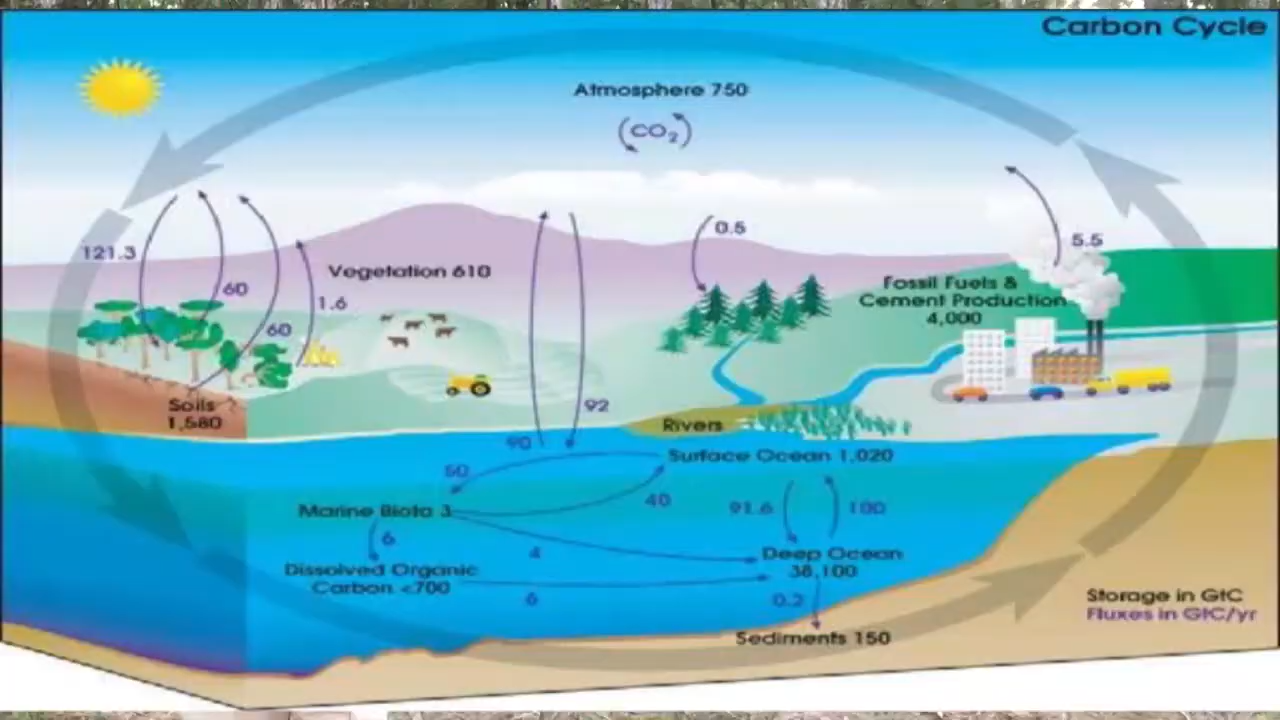 Carbon Cycle
Atmosphere 750
(CO₂)
121.3
60
60
1.6
Vegetation 610
0.5
5.5
Fossil Fuels &
Cement Production
4,000
Soils
1,580
92
90
Rivers
Surface Ocean 1,020
50
40
91.6
100
Marine Biota 3
6
4
Deep Ocean
38,100
Dissolved Organic
Carbon <700
6
0.2
Sediments 150
Storage in GtC
Fluxes in GtC/yr